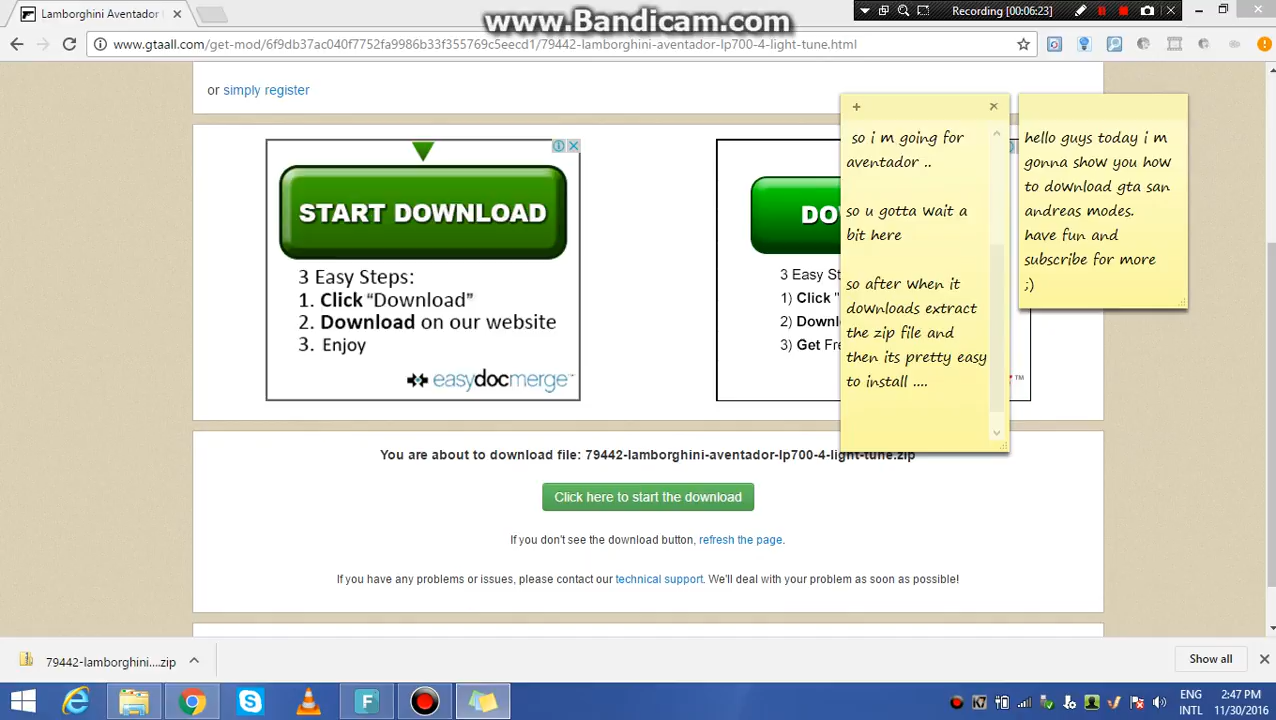 www.Bandicam.com
Recording [00:06:23]
Lamborghini Aventador
www.gtaall.com/get-mod/6f9db37ac040f7752fa9986b33f355965c5eecd1/79442-lamborghini-aventador-lp700-4-light-tune.html
or simply register
START DOWNLOAD
3 Easy Steps:
1. Click “Download”
2. Download on our website
3. Enjoy
easydocmerge™
DO
3 Easy St
1) Click
2) Downl
3) Get Fr
™
so i m going for
aventador ..
so u gotta wait a
bit here
so after when it
downloads extract
the zip file and
then its pretty easy
to install ....
hello guys today i m
gonna show you how
to download gta san
andreas modes.
have fun and
subscribe for more
;)
You are about to download file: 79442-lamborghini-aventador-lp700-4-light-tune.zip
Click here to start the download
If you don't see the download button, refresh the page.
If you have any problems or issues, please contact our technical support. We'll deal with your problem as soon as possible!
79442-lamborghini....zip
Show all
F
K7
ENG
INTL
2:47 PM
11/30/2016